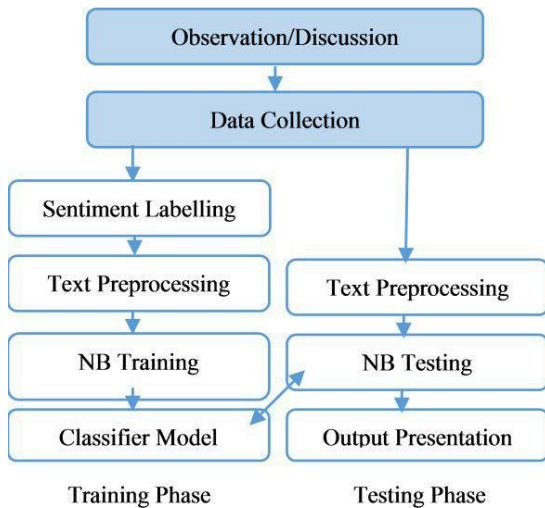 Observation/Discussion
Data Collection
Sentiment Labelling
Text Preprocessing
NB Training
Classifier Model
Training Phase
Text Preprocessing
NB Testing
Output Presentation
Testing Phase